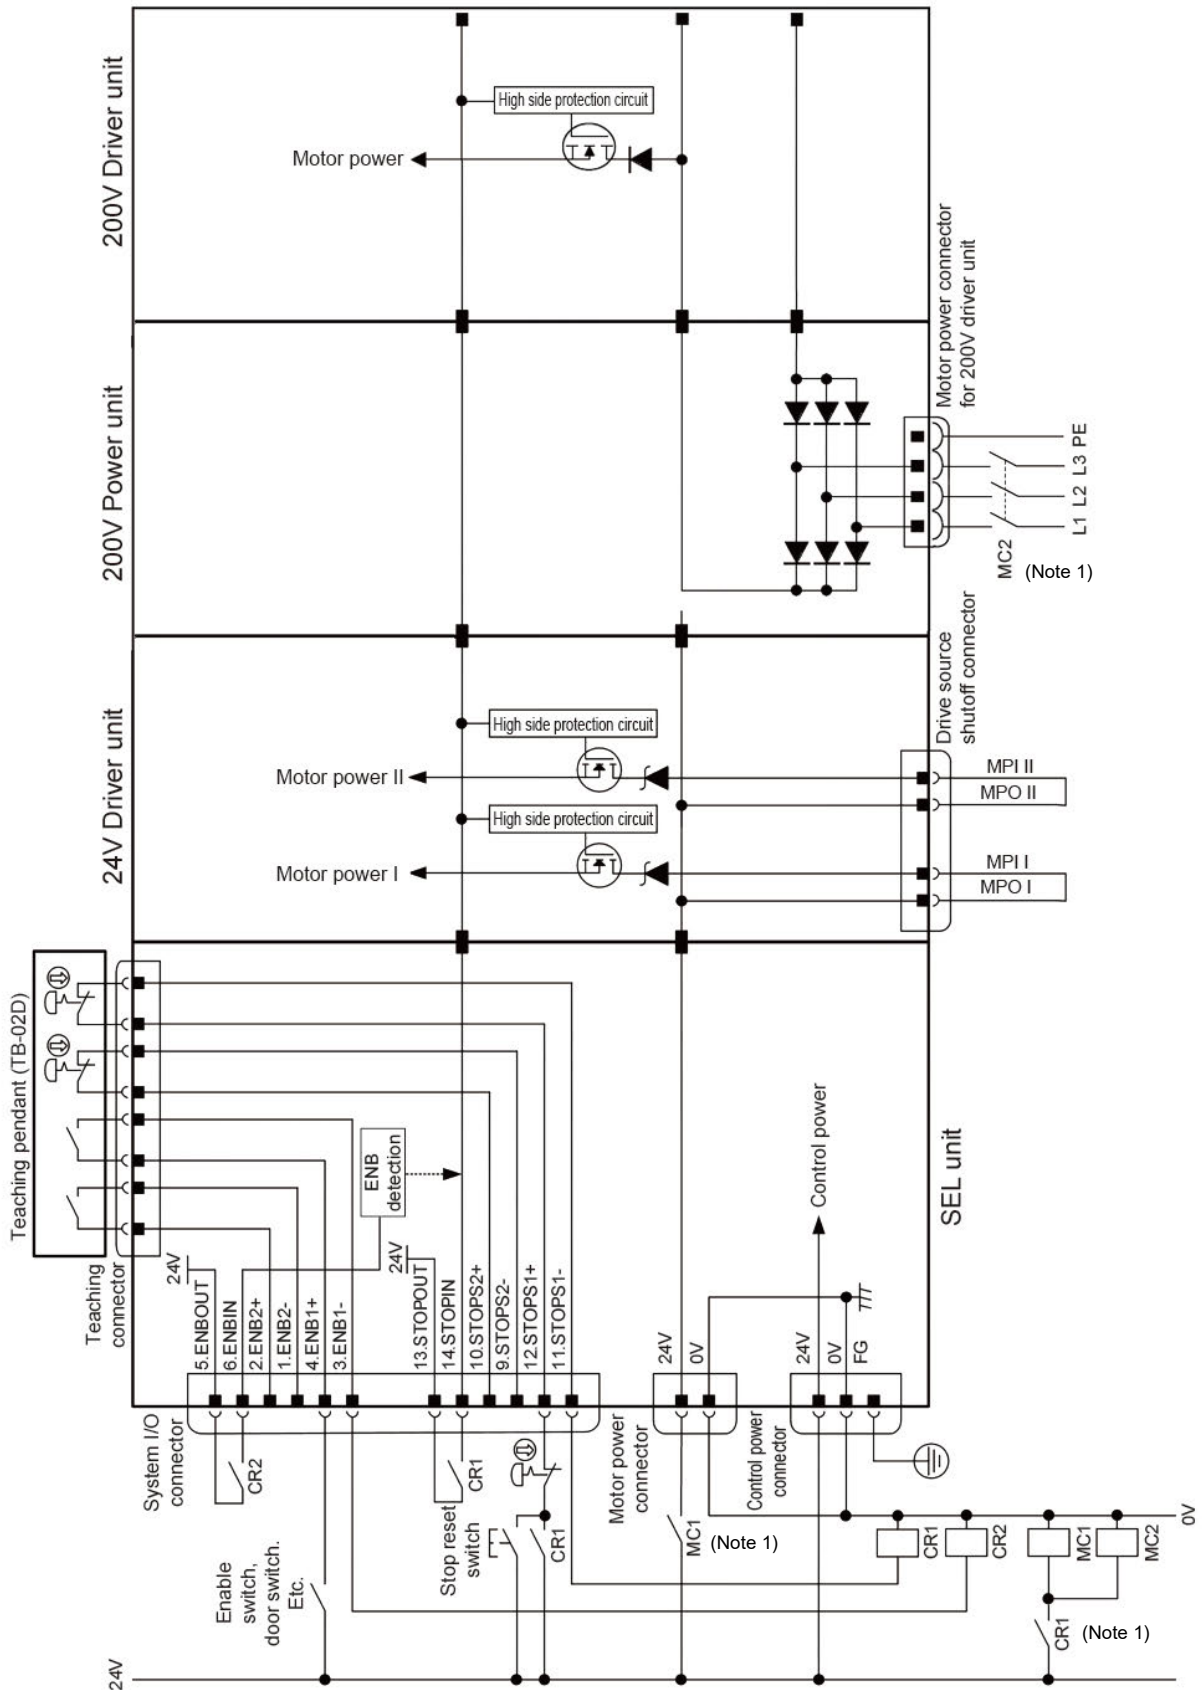 200V Driver unit
High side protection circuit
Motor power
200V Power unit
Motor power connector
for 200V driver unit
L1 L2 L3 PE
MC2
(Note 1)
24V Driver unit
High side protection circuit
Motor power II
High side protection circuit
Motor power I
Drive source
shutoff connector
MPI II
MPO II
MPI I
MPO I
Teaching pendant (TB-02D)
Teaching
connector
SEL unit
ENB
detection
Control power
24V
5.ENBOUT
6.ENBIN
2.ENB2+
1.ENB2-
4.ENB1+
3.ENB1-
24V
13.STOPOUT
14.STOPIN
10.STOPS2+
9.STOPS2-
12.STOPS1+
11.STOPS1-
24V
0V
24V
0V
FG
System I/O
connector
Motor power
connector
Control power
connector
CR2
CR1
Enable
switch,
door switch.
Etc.
Stop reset
switch
CR1
MC1
(Note 1)
CR1
CR2
MC1
MC2
CR1
(Note 1)
24V
0V